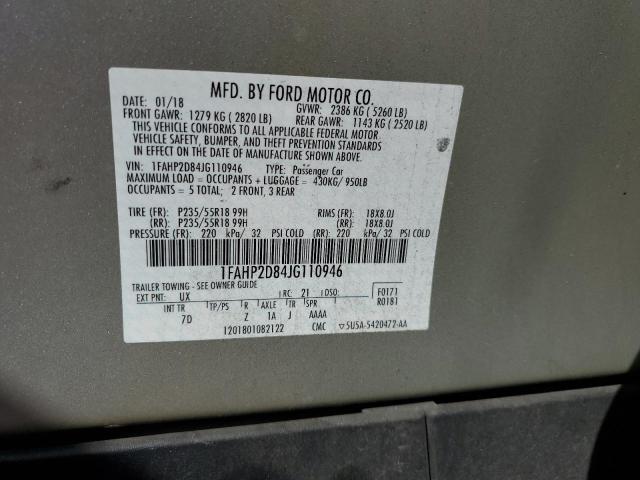 MFD. BY FORD MOTOR CO.
DATE: 01/18 GVWR: 2386 KG ( 5260 LB)
FRONT GAWR: 1279 KG ( 2820 LB) REAR GAWR: 1143 KG ( 2520 LB)
THIS VEHICLE CONFORMS TO ALL APPLICABLE FEDERAL MOTOR
VEHICLE SAFETY, BUMPER, AND THEFT PREVENTION STANDARDS
IN EFFECT ON THE DATE OF MANUFACTURE SHOWN ABOVE.
VIN: 1FAHP2D84JG110946 TYPE: Passenger Car
MAXIMUM LOAD = OCCUPANTS + LUGGAGE = 430KG/ 950LB
OCCUPANTS = 5 TOTAL; 2 FRONT, 3 REAR
TIRE (FR): P235/55R18 99H RIMS (FR): 18X8.0J
(RR): P235/55R18 99H (RR): 18X8.0J
PRESSURE (FR): 220 kPa/ 32 PSI COLD (RR): 220 kPa/ 32 PSI COLD
1FAHP2D84JG110946
TRAILER TOWING - SEE OWNER GUIDE
EXT PNT: UX RC: 21 DSO: F0171
INT TR TP/PS R AXLE TR SPR R0181
7D Z 1A J AAAA
1201801082122 CMC ▽5U5A-5420472-AA